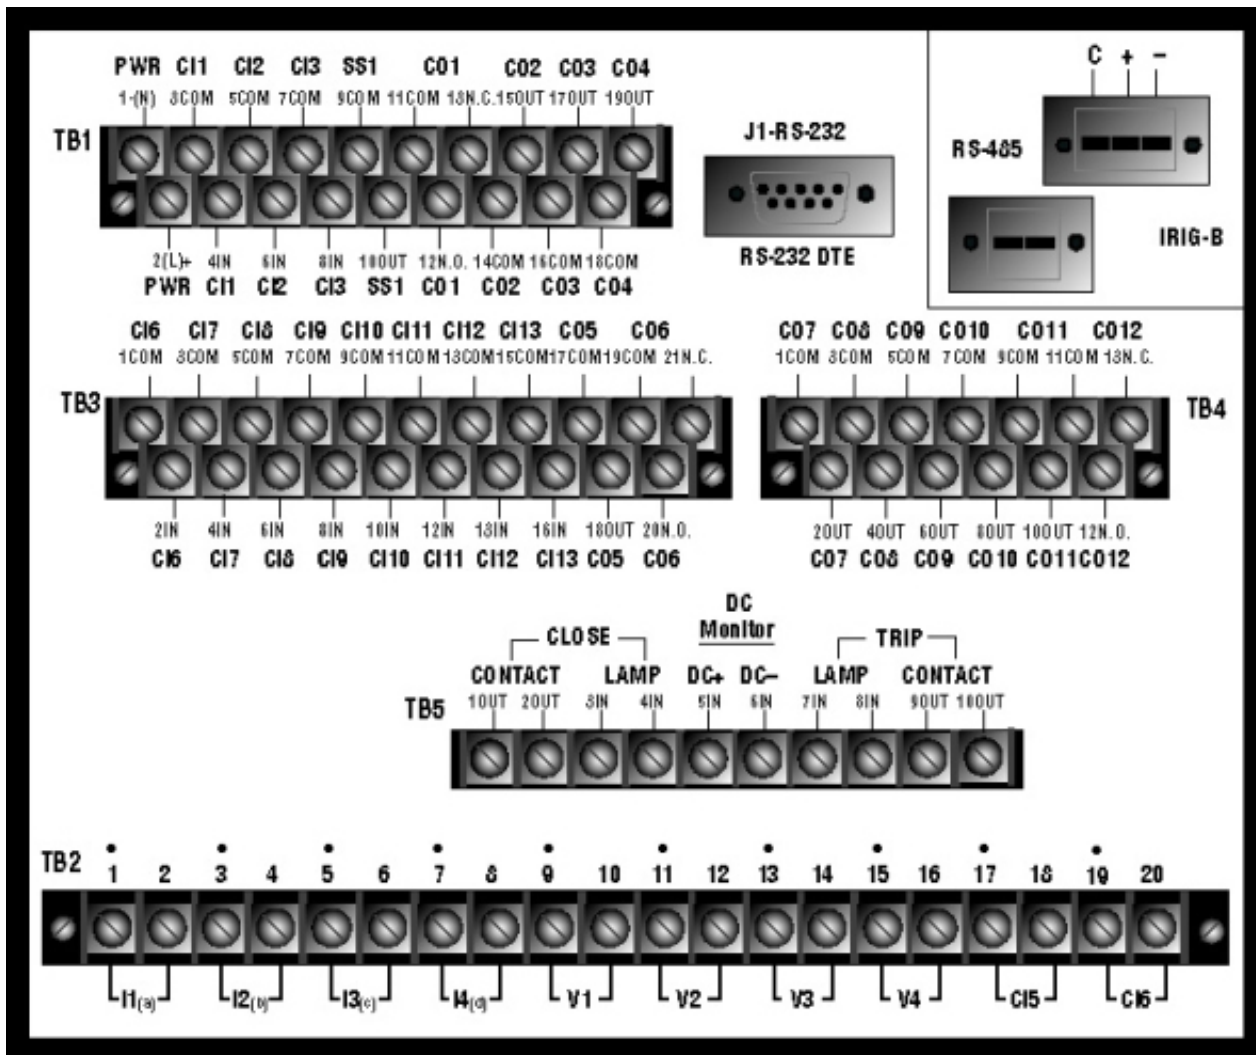 PWR CI1 CI2 CI3 SS1 CO1 CO2 CO3 CO4
1-(N) 3COM 5COM 7COM 9COM 11COM 13N.C. 15OUT 17OUT 19OUT
TB1
2(L)+ 4IN 6IN 8IN 10OUT 12N.O. 14COM 16COM 18COM
PWR CI1 CI2 CI3 SS1 CO1 CO2 CO3 CO4
J1-RS-232
RS-232 DTE
C + −
RS-485
IRIG-B
CI6 CI7 CI8 CI9 CI10 CI11 CI12 CI13 CO5 CO6
1COM 3COM 5COM 7COM 9COM 11COM 13COM 15COM 17COM 19COM 21N.C.
TB3
2IN 4IN 6IN 8IN 10IN 12IN 13IN 16IN 18OUT 20N.O.
CI6 CI7 CI8 CI9 CI10 CI11 CI12 CI13 CO5 CO6
CO7 CO8 CO9 CO10 CO11 CO12
1COM 3COM 5COM 7COM 9COM 11COM 13N.C.
TB4
2OUT 4OUT 6OUT 8OUT 10OUT 12N.O.
CO7 CO8 CO9 CO10 CO11 CO12
DC
Monitor
CLOSE
TRIP
CONTACT LAMP DC+ DC− LAMP CONTACT
1OUT 2OUT 3IN 4IN 5IN 6IN 7IN 8IN 9OUT 10OUT
TB5
TB2
1 2 3 4 5 6 7 8 9 10 11 12 13 14 15 16 17 18 19 20
I1(a) I2(b) I3(c) I4(d) V1 V2 V3 V4 CI5 CI6